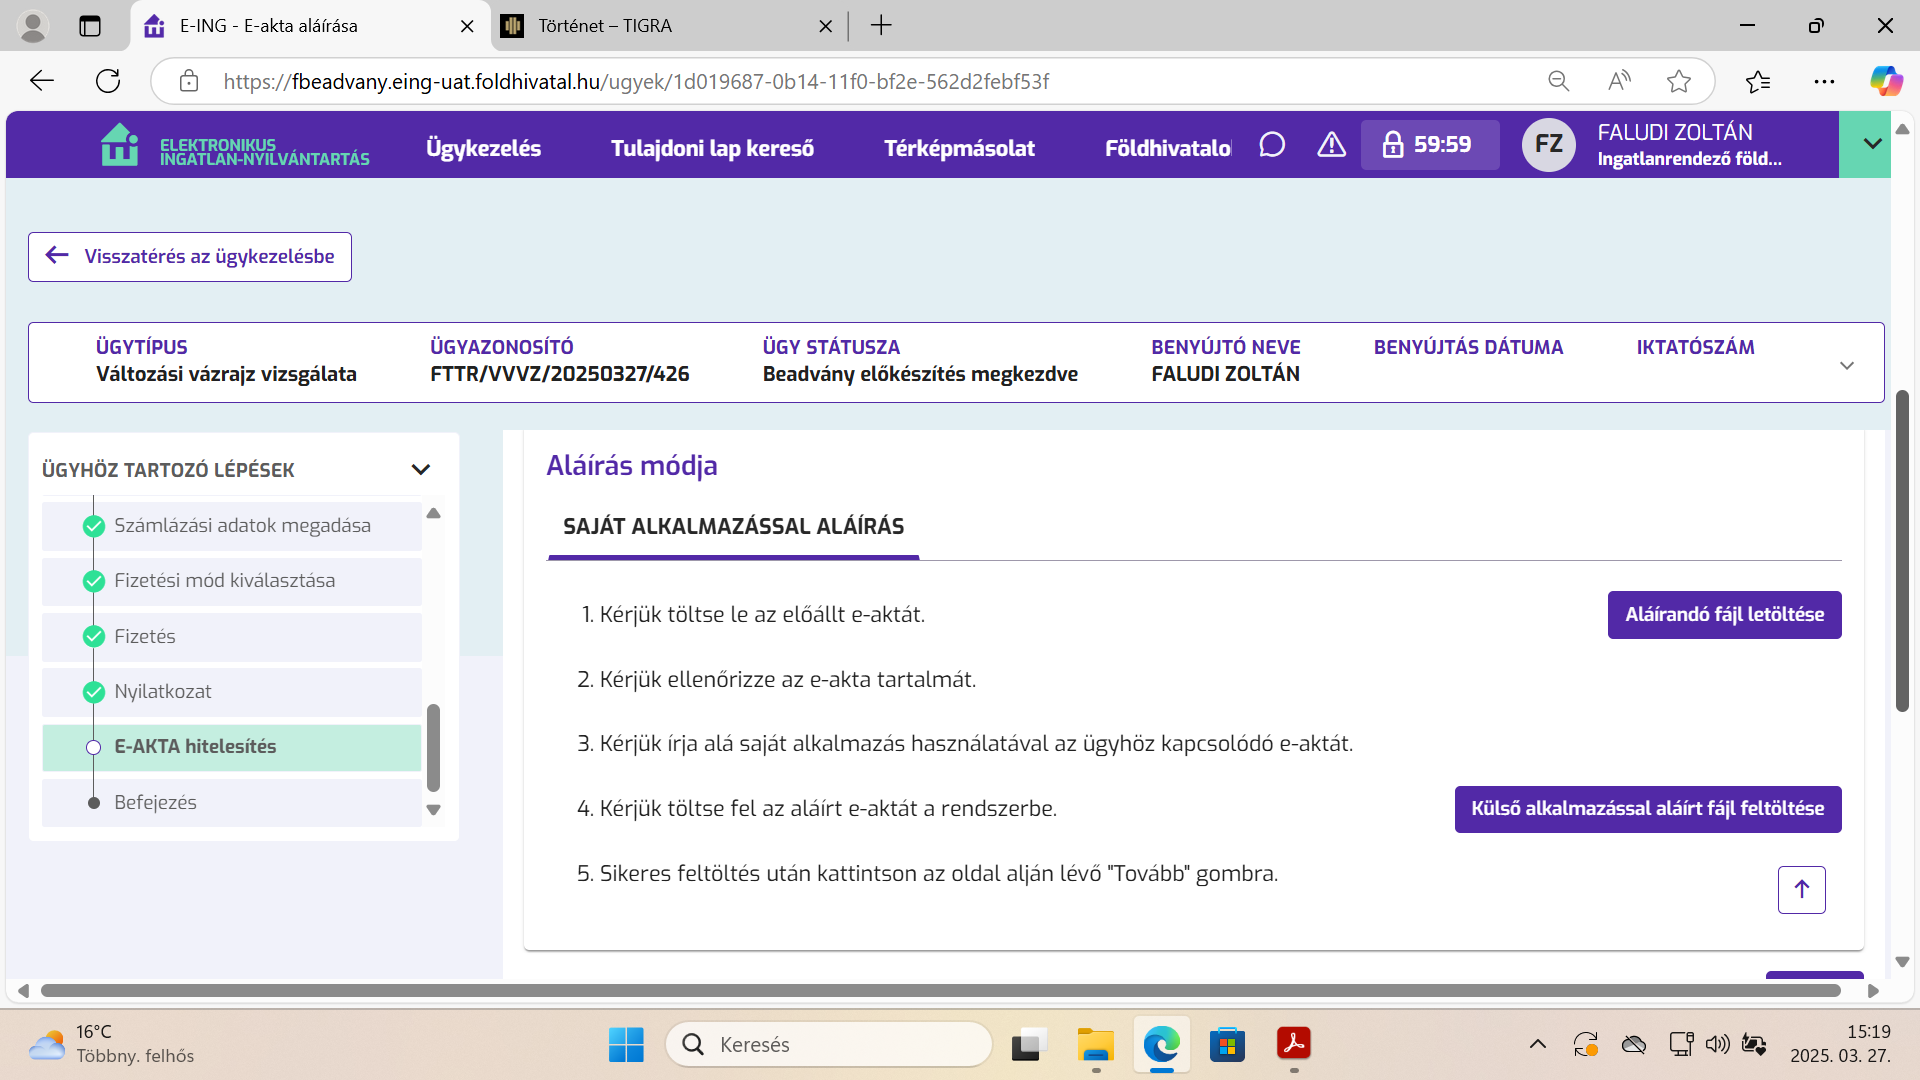 E-ING - E-akta aláírása
Történet – TIGRA
https://fbeadvany.eing-uat.foldhivatal.hu/ugyek/1d019687-0b14-11f0-bf2e-562d2febf53f
ELEKTRONIKUS
INGATLAN-NYILVÁNTARTÁS
Ügykezelés
Tulajdoni lap kereső
Térképmásolat
Földhivatalo
59:59
FZ
FALUDI ZOLTÁN
Ingatlanrendező föld...
Visszatérés az ügykezelésbe
ÜGYTÍPUS
Változási vázrajz vizsgálata
ÜGYAZONOSÍTÓ
FTTR/VVVZ/20250327/426
ÜGY STÁTUSZA
Beadvány előkészítés megkezdve
BENYÚJTÓ NEVE
FALUDI ZOLTÁN
BENYÚJTÁS DÁTUMA
IKTATÓSZÁM
ÜGYHÖZ TARTOZÓ LÉPÉSEK
Számlázási adatok megadása
Fizetési mód kiválasztása
Fizetés
Nyilatkozat
E-AKTA hitelesítés
Befejezés
Aláírás módja
SAJÁT ALKALMAZÁSSAL ALÁÍRÁS
1. Kérjük töltse le az előállt e-aktát.
Aláírandó fájl letöltése
2. Kérjük ellenőrizze az e-akta tartalmát.
3. Kérjük írja alá saját alkalmazás használatával az ügyhöz kapcsolódó e-aktát.
4. Kérjük töltse fel az aláírt e-aktát a rendszerbe.
Külső alkalmazással aláírt fájl feltöltése
5. Sikeres feltöltés után kattintson az oldal alján lévő "Tovább" gombra.
16°C
Többny. felhős
Keresés
15:19
2025. 03. 27.